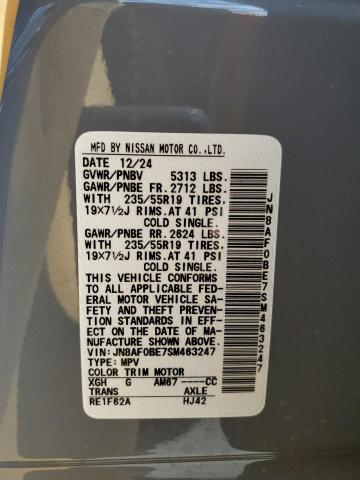 MFD BY NISSAN MOTOR CO.,LTD.
DATE 12/24
GVWR/PNBV 5313 LBS.
GAWR/PNBE FR. 2712 LBS.
WITH 235/55R19 TIRES.
19X7½J RIMS.AT 41 PSI
COLD SINGLE.
GAWR/PNBE RR. 2624 LBS.
WITH 235/55R19 TIRES.
19X7½J RIMS.AT 41 PSI
COLD SINGLE.
THIS VEHICLE CONFORMS
TO ALL APPLICABLE FED-
ERAL MOTOR VEHICLE SA-
FETY AND THEFT PREVENTION
STANDARDS IN EFF-
ECT ON THE DATE OF MA-
NUFACTURE SHOWN ABOVE.
VIN:JN8AF0BE7SM463247
TYPE: MPV
COLOR TRIM MOTOR
XGH G AM67 ----CC
TRANS AXLE
RE1F62A HJ42
JN8AF0BE7SM463247